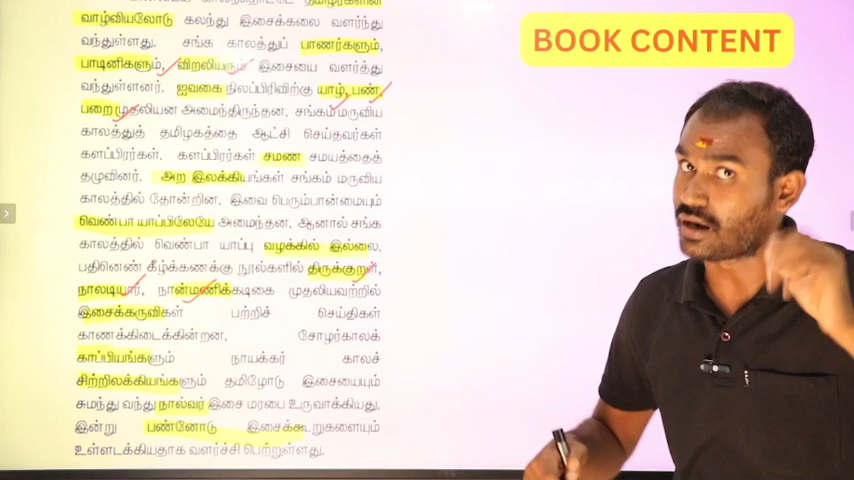 தமிழர்களின்
வாழ்வியலோடு கலந்து இசைக்கலை வளர்ந்து
வந்துள்ளது. சங்க காலத்துப் பாணர்களும்,
பாடினிகளும், விறலியரும் இசையை வளர்த்து
வந்துள்ளனர். ஐவகை நிலப்பிரிவிற்கு யாழ், பண்,
பறை முதலியன அமைந்திருந்தன. சங்கம் மருவிய
காலத்துத் தமிழகத்தை ஆட்சி செய்தவர்கள்
களப்பிரர்கள். களப்பிரர்கள் சமண சமயத்தைத்
தழுவினர். அற இலக்கியங்கள் சங்கம் மருவிய
காலத்தில் தோன்றின. இவை பெரும்பான்மையும்
வெண்பா யாப்பிலேயே அமைந்தன. ஆனால் சங்க
காலத்தில் வெண்பா யாப்பு வழக்கில் இல்லை.
பதினெண் கீழ்க்கணக்கு நூல்களில் திருக்குறள்,
நாலடியார், நான்மணிக்கடிகை முதலியவற்றில்
இசைக்கருவிகள் பற்றிச் செய்திகள்
காணக்கிடைக்கின்றன. சோழர்காலக்
காப்பியங்களும் நாயக்கர் காலச்
சிற்றிலக்கியங்களும் தமிழோடு இசையையும்
சுமந்து வந்து நால்வர் இசை மரபை உருவாக்கியது.
இன்று பண்ணோடு இசைக்கூறுகளையும்
உள்ளடக்கியதாக வளர்ச்சி பெற்றுள்ளது.
BOOK CONTENT